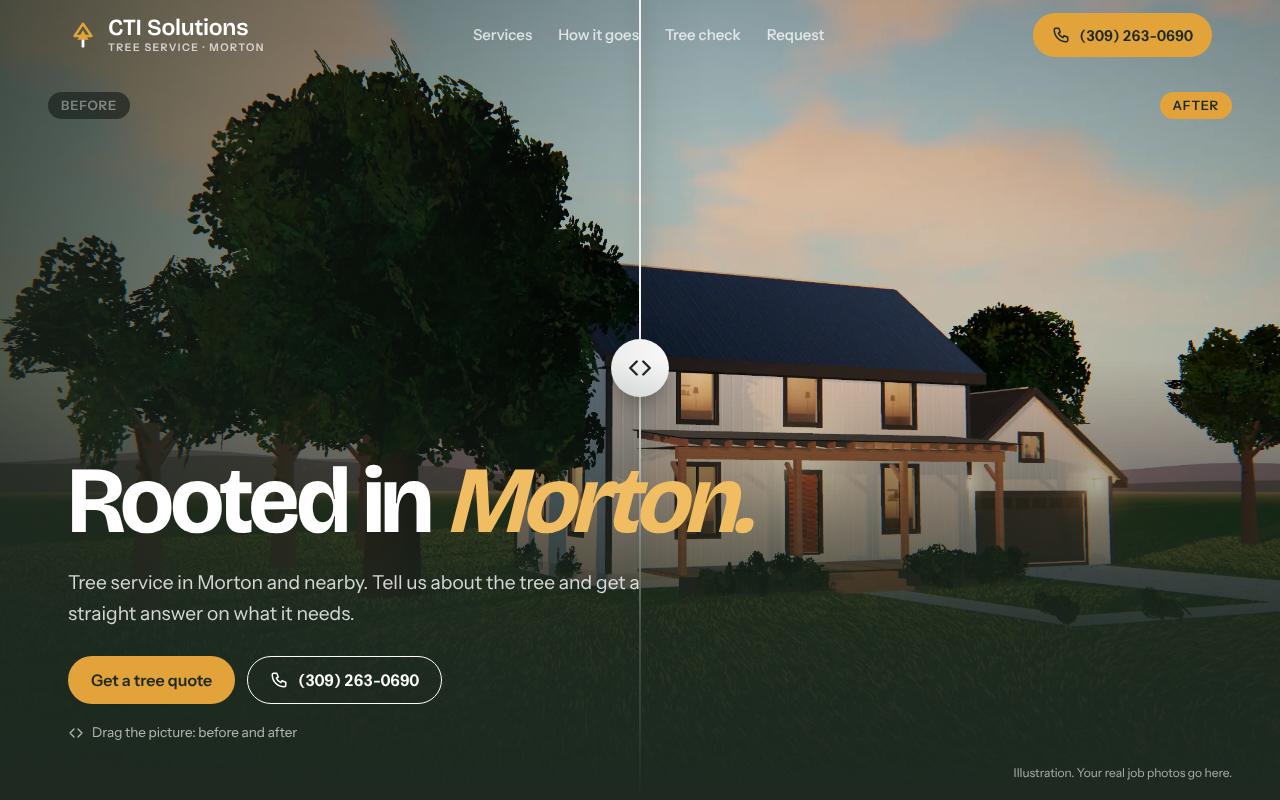 CTI Solutions
TREE SERVICE · MORTON
Services
How it goes
Tree check
Request
(309) 263-0690
BEFORE
AFTER
Rooted in Morton.
Tree service in Morton and nearby. Tell us about the tree and get a
straight answer on what it needs.
Get a tree quote
(309) 263-0690
Drag the picture: before and after
Illustration. Your real job photos go here.